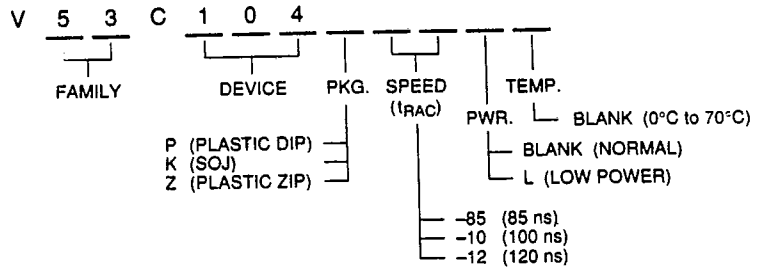 V 5 3 C 1 0 4
FAMILY DEVICE PKG. SPEED (tRAC) PWR. TEMP.
BLANK (0°C to 70°C)
BLANK (NORMAL)
L (LOW POWER)
P (PLASTIC DIP)
K (SOJ)
Z (PLASTIC ZIP)
–85 (85 ns)
–10 (100 ns)
–12 (120 ns)